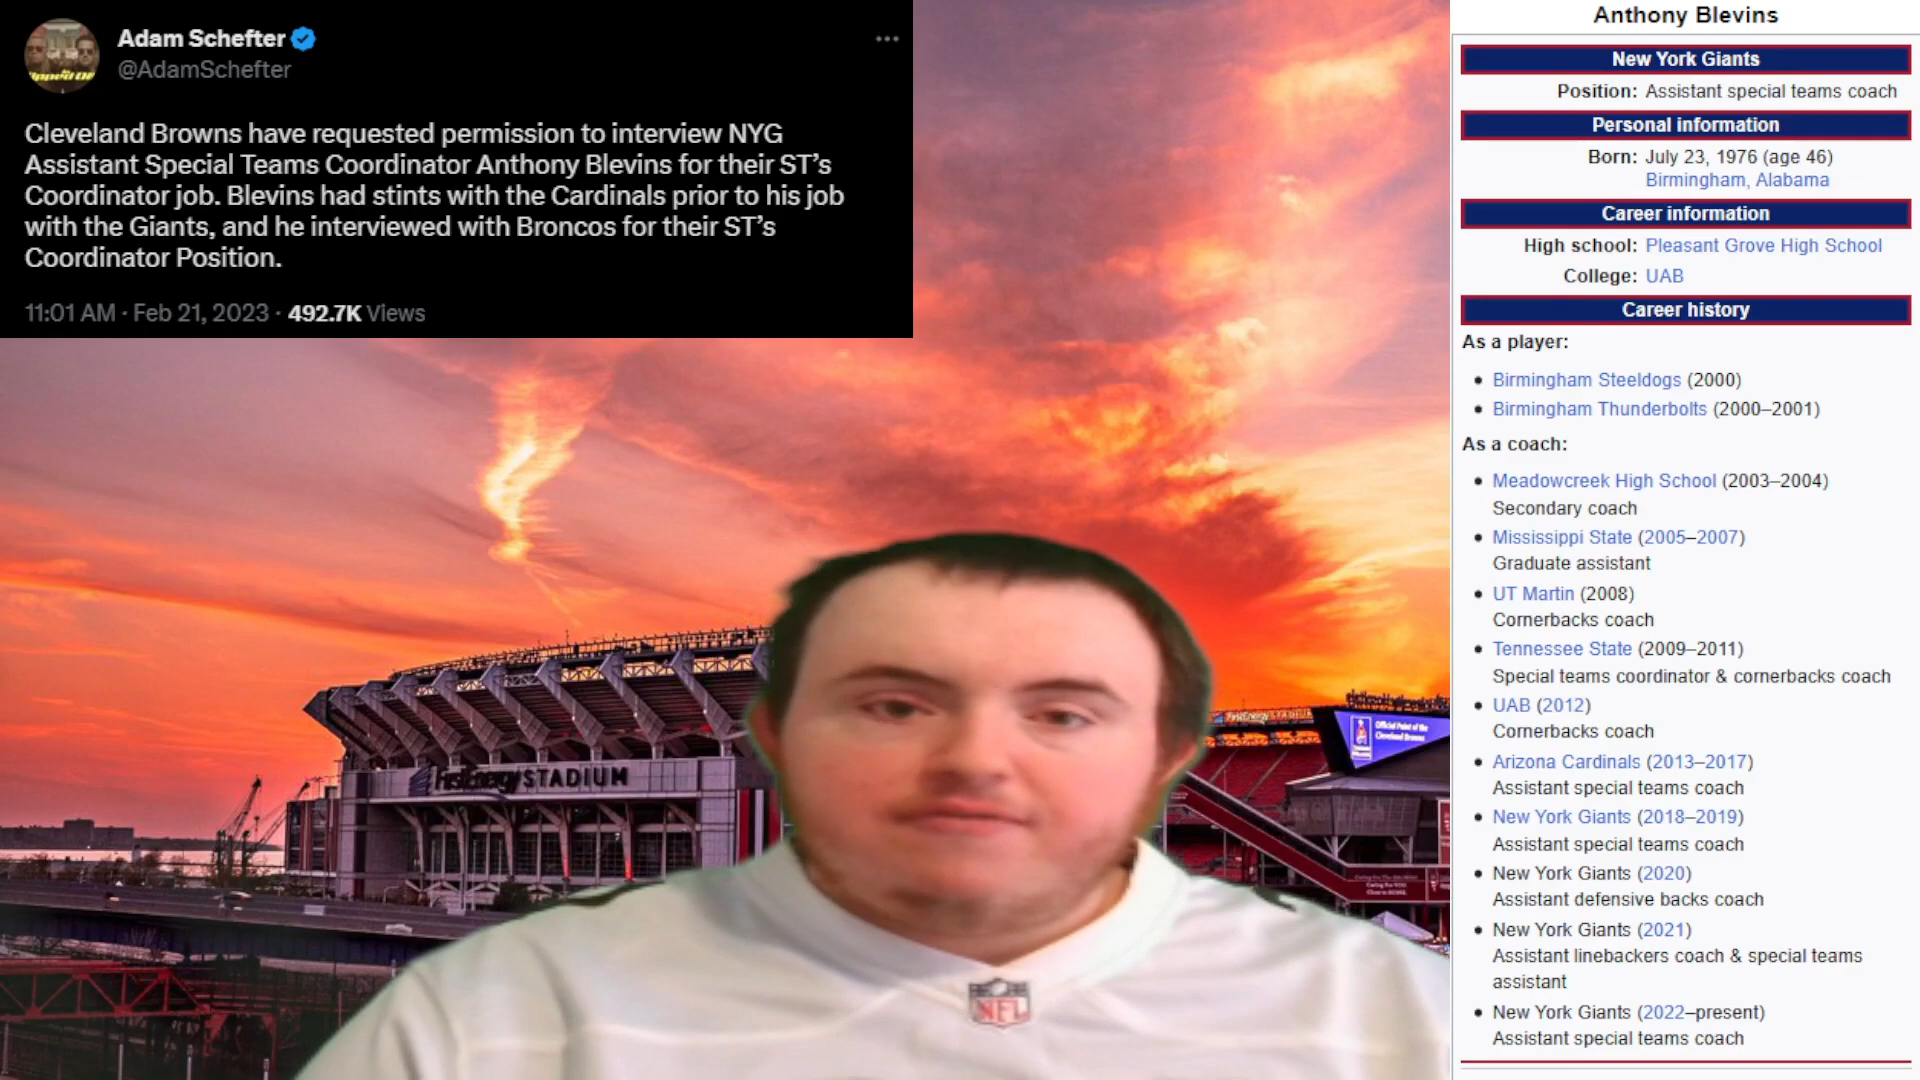 Adam Schefter
@AdamSchefter
Cleveland Browns have requested permission to interview NYG
Assistant Special Teams Coordinator Anthony Blevins for their ST's
Coordinator job. Blevins had stints with the Cardinals prior to his job
with the Giants, and he interviewed with Broncos for their ST's
Coordinator Position.
11:01 AM · Feb 21, 2023 · 492.7K Views
FirstEnergy STADIUM
FirstEnergy STADIUM
Official Paint of the
Cleveland Browns
NFL
Anthony Blevins
New York Giants
Position: Assistant special teams coach
Personal information
Born: July 23, 1976 (age 46)
Birmingham, Alabama
Career information
High school: Pleasant Grove High School
College: UAB
Career history
As a player:
• Birmingham Steeldogs (2000)
• Birmingham Thunderbolts (2000–2001)
As a coach:
• Meadowcreek High School (2003–2004)
Secondary coach
• Mississippi State (2005–2007)
Graduate assistant
• UT Martin (2008)
Cornerbacks coach
• Tennessee State (2009–2011)
Special teams coordinator & cornerbacks coach
• UAB (2012)
Cornerbacks coach
• Arizona Cardinals (2013–2017)
Assistant special teams coach
• New York Giants (2018–2019)
Assistant special teams coach
• New York Giants (2020)
Assistant defensive backs coach
• New York Giants (2021)
Assistant linebackers coach & special teams
assistant
• New York Giants (2022–present)
Assistant special teams coach